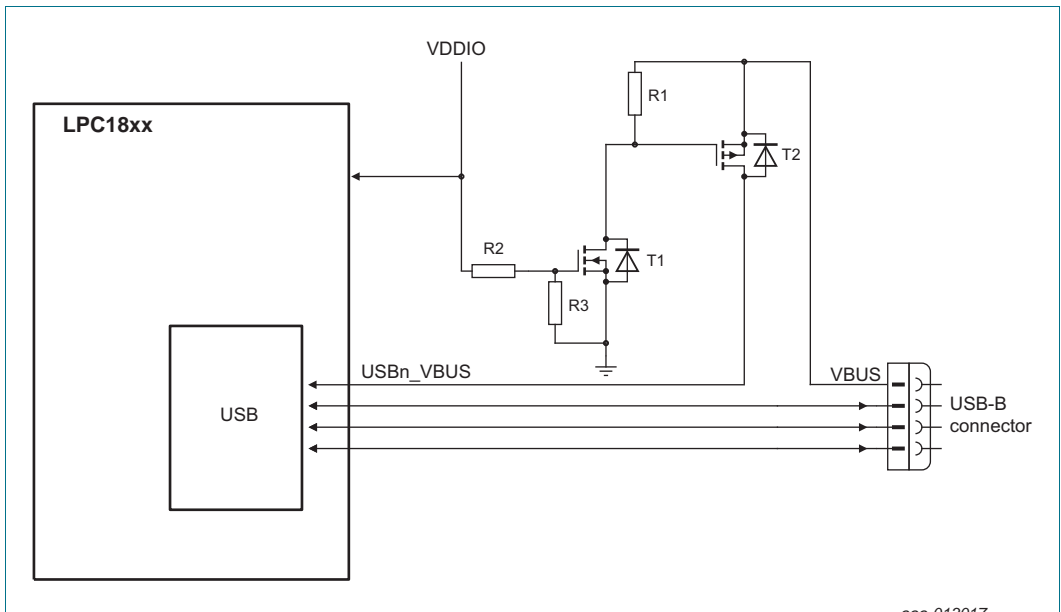 VDDIO
R1
LPC18xx
T2
R2
T1
R3
USBn_VBUS
VBUS
USB
USB-B
connector